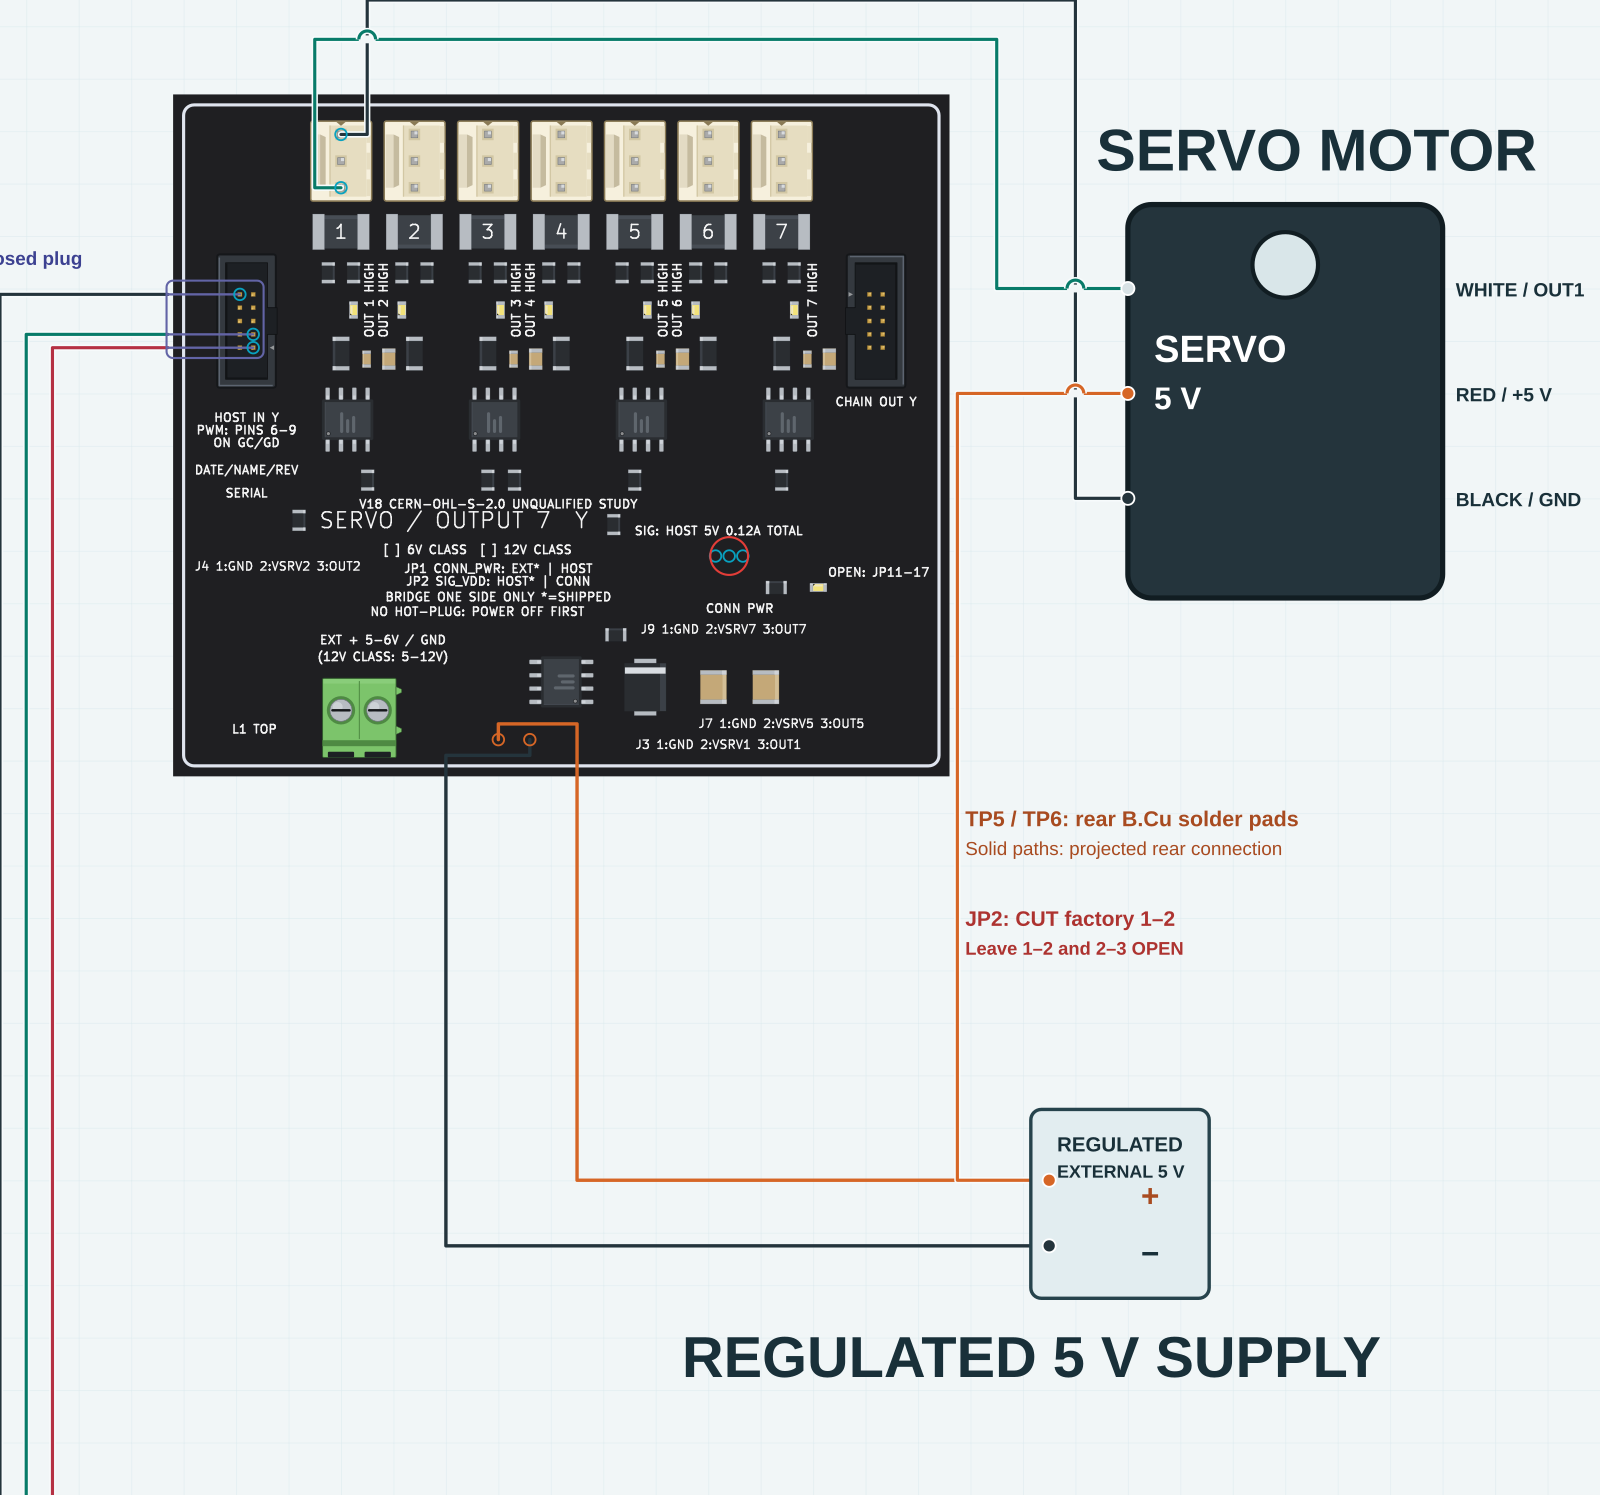 osed plug
1
2
3
4
5
6
7
OUT 1 HIGH
OUT 2 HIGH
OUT 3 HIGH
OUT 4 HIGH
OUT 5 HIGH
OUT 6 HIGH
OUT 7 HIGH
HOST IN Y
PWM: PINS 6-9
ON GC/GD
DATE/NAME/REV
SERIAL
CHAIN OUT Y
V18 CERN-OHL-S-2.0 UNQUALIFIED STUDY
SERVO / OUTPUT 7 Y
SIG: HOST 5V 0.12A TOTAL
[ ] 6V CLASS [ ] 12V CLASS
J4 1:GND 2:VSRV2 3:OUT2
JP1 CONN_PWR: EXT* | HOST
JP2 SIG_VDD: HOST* | CONN
BRIDGE ONE SIDE ONLY *=SHIPPED
NO HOT-PLUG: POWER OFF FIRST
OPEN: JP11-17
CONN PWR
J9 1:GND 2:VSRV7 3:OUT7
EXT + 5-6V / GND
(12V CLASS: 5-12V)
L1 TOP
J7 1:GND 2:VSRV5 3:OUT5
J3 1:GND 2:VSRV1 3:OUT1
SERVO MOTOR
WHITE / OUT1
SERVO
5 V
RED / +5 V
BLACK / GND
TP5 / TP6: rear B.Cu solder pads
Solid paths: projected rear connection
JP2: CUT factory 1–2
Leave 1–2 and 2–3 OPEN
REGULATED
EXTERNAL 5 V
+
−
REGULATED 5 V SUPPLY